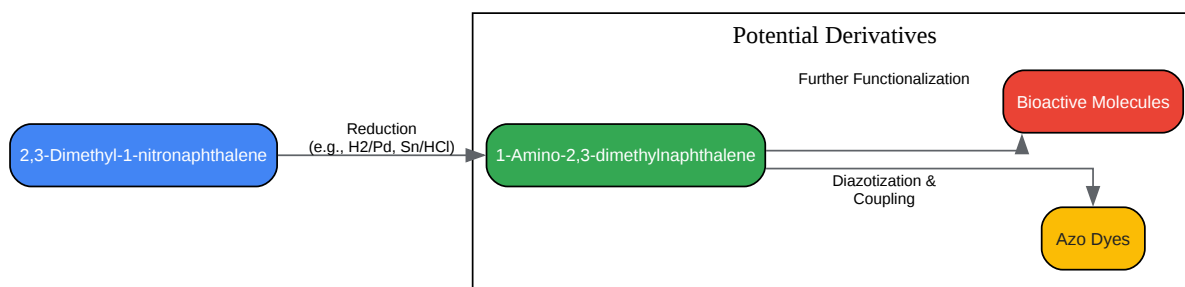 Potential Derivatives
Further Functionalization
Bioactive Molecules
2,3-Dimethyl-1-nitronaphthalene
Reduction
(e.g., H2/Pd, Sn/HCl)
1-Amino-2,3-dimethylnaphthalene
Diazotization &
Coupling
Azo Dyes